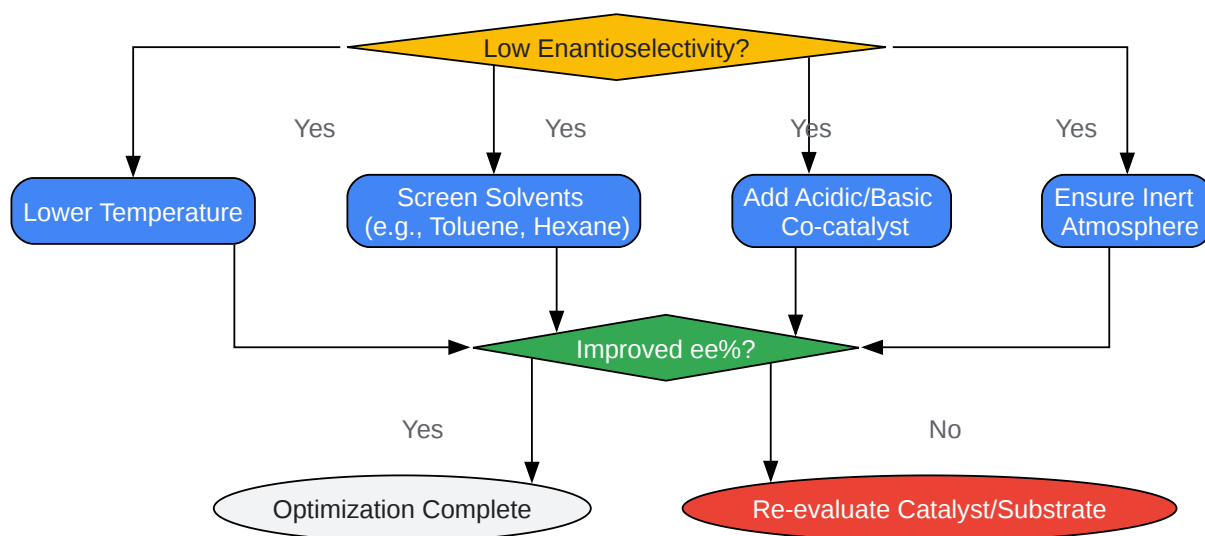 Low Enantioselectivity?
Yes
Yes
Yes
Yes
Lower Temperature
Screen Solvents
(e.g., Toluene, Hexane)
Add Acidic/Basic
Co-catalyst
Ensure Inert
Atmosphere
Improved ee%?
Yes
No
Optimization Complete
Re-evaluate Catalyst/Substrate